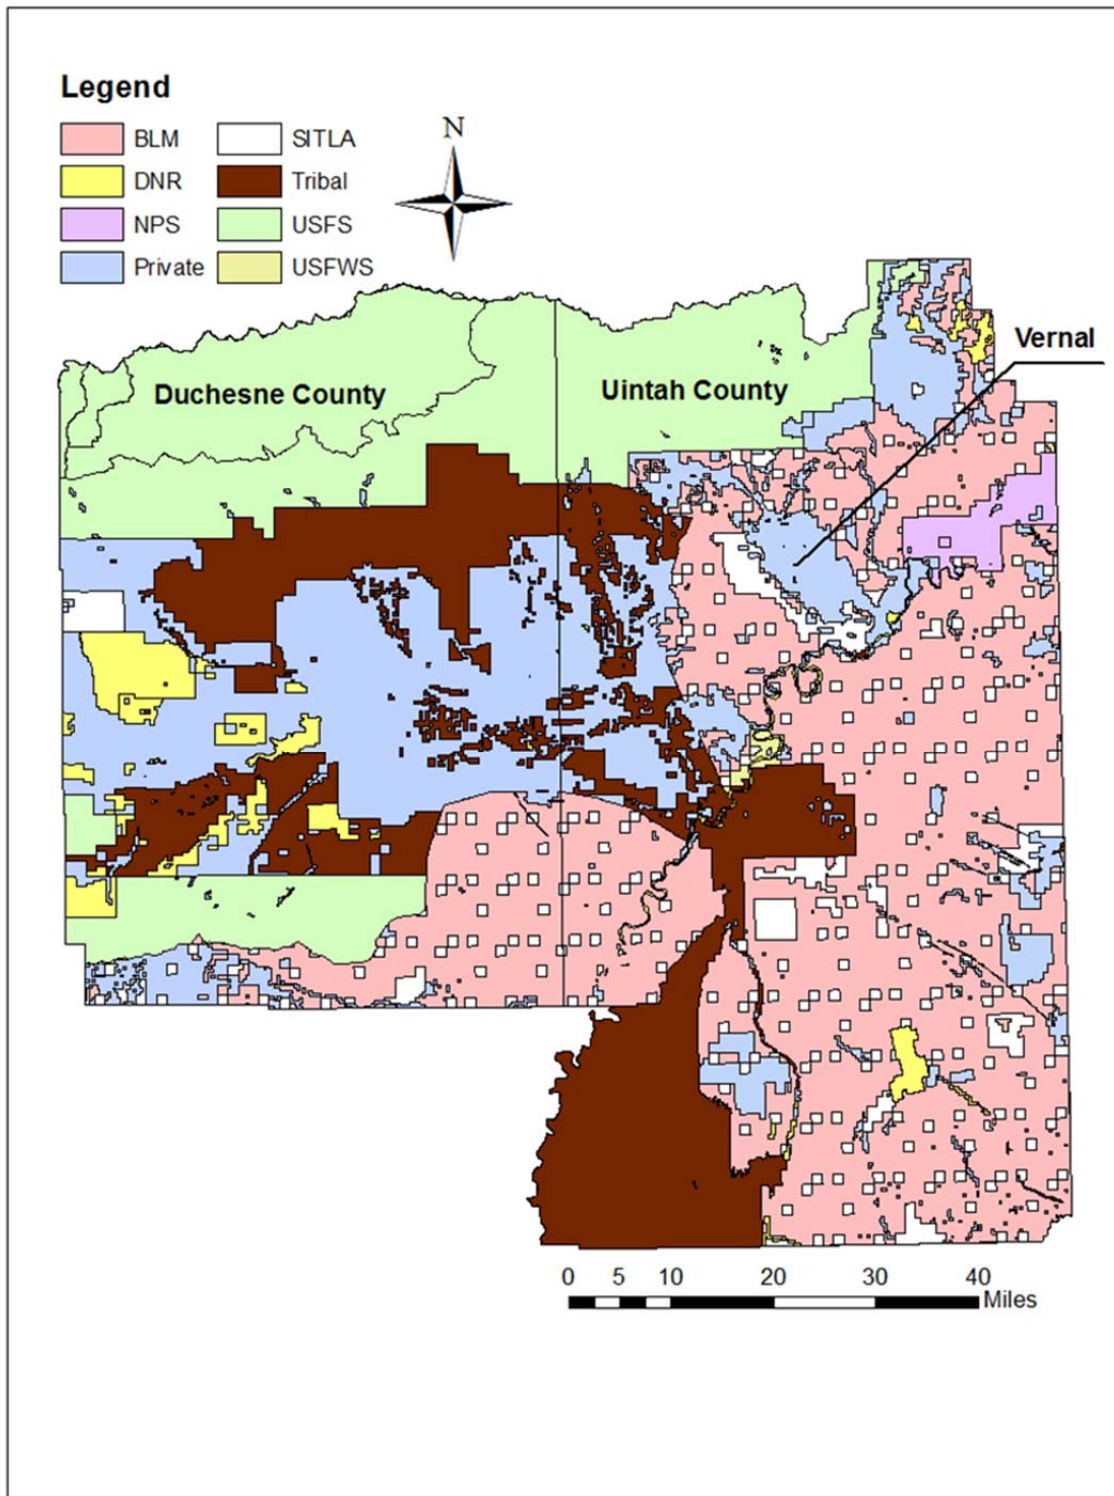 Legend
BLM SITLA
DNR Tribal
NPS USFS
Private USFWS
N
Vernal
Duchesne County Uintah County
0 5 10 20 30 40
Miles